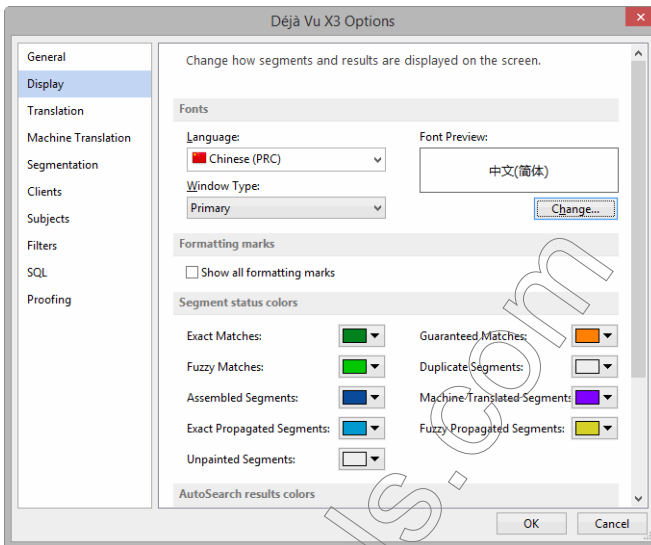 Déjà Vu X3 Options
General
Display
Translation
Machine Translation
Segmentation
Clients
Subjects
Filters
SQL
Proofing
Change how segments and results are displayed on the screen.
Fonts
Language:
Font Preview:
Chinese (PRC)
中文(简体)
Window Type:
Primary
Change...
Formatting marks
Show all formatting marks
Segment status colors
Exact Matches:
Guaranteed Matches:
Fuzzy Matches:
Duplicate Segments:
Assembled Segments:
Machine Translated Segments
Exact Propagated Segments:
Fuzzy Propagated Segments:
Unpainted Segments:
AutoSearch results colors
OK
Cancel
ls.com